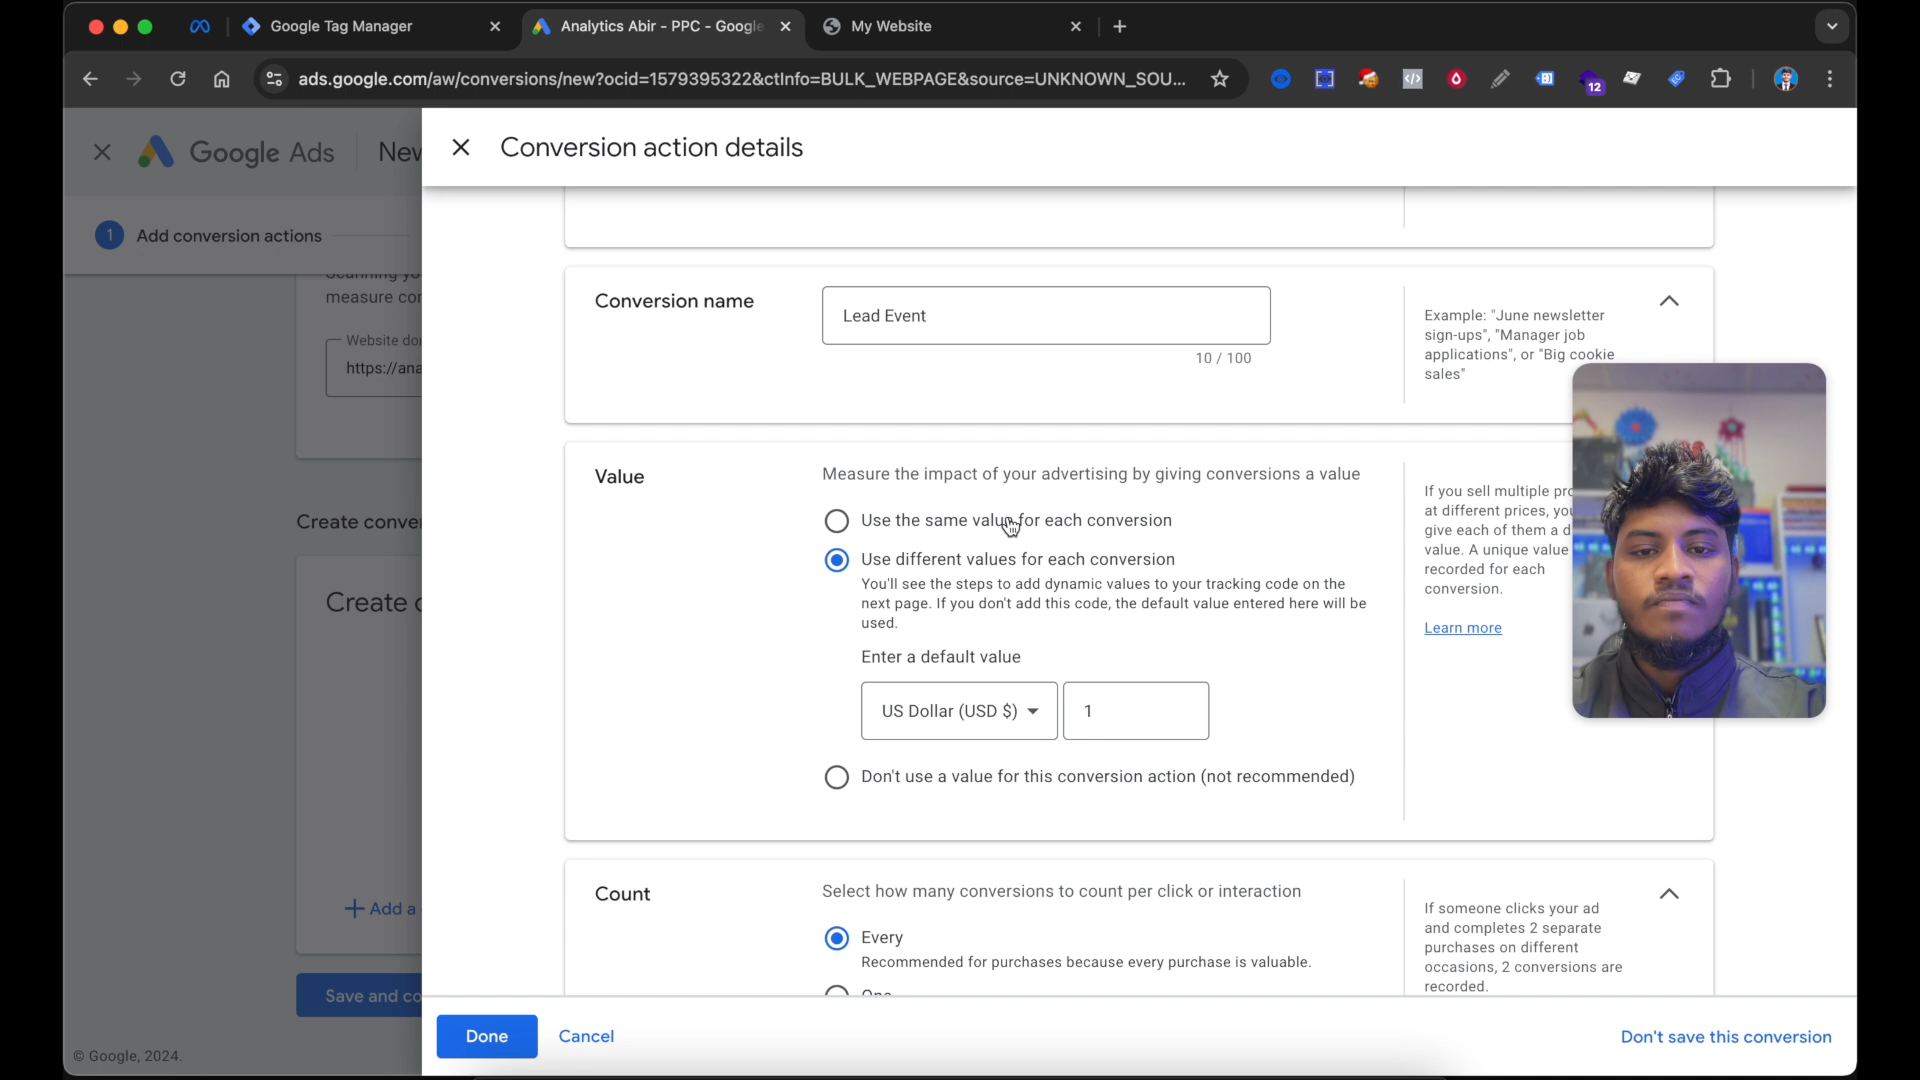 Google Tag Manager
Analytics Abir - PPC - Google
My Website
ads.google.com/aw/conversions/new?ocid=1579395322&ctInfo=BULK_WEBPAGE&source=UNKNOWN_SOU...
12
Google Ads
New
Conversion action details
1 Add conversion actions
Scanning yo
measure con
Website do
https://ana
Conversion name
Lead Event
10 / 100
Example: "June newsletter
sign-ups", "Manager job
applications", or "Big cookie
sales"
Value
Measure the impact of your advertising by giving conversions a value
Use the same value for each conversion
Use different values for each conversion
You'll see the steps to add dynamic values to your tracking code on the
next page. If you don't add this code, the default value entered here will be
used.
Enter a default value
US Dollar (USD $)
1
Don't use a value for this conversion action (not recommended)
If you sell multiple pro
at different prices, you
give each of them a d
value. A unique value
recorded for each
conversion.
Learn more
Create conve
Create c
+ Add a
Save and co
Count
Select how many conversions to count per click or interaction
Every
Recommended for purchases because every purchase is valuable.
One
If someone clicks your ad
and completes 2 separate
purchases on different
occasions, 2 conversions are
recorded.
Done
Cancel
Don't save this conversion
© Google, 2024.